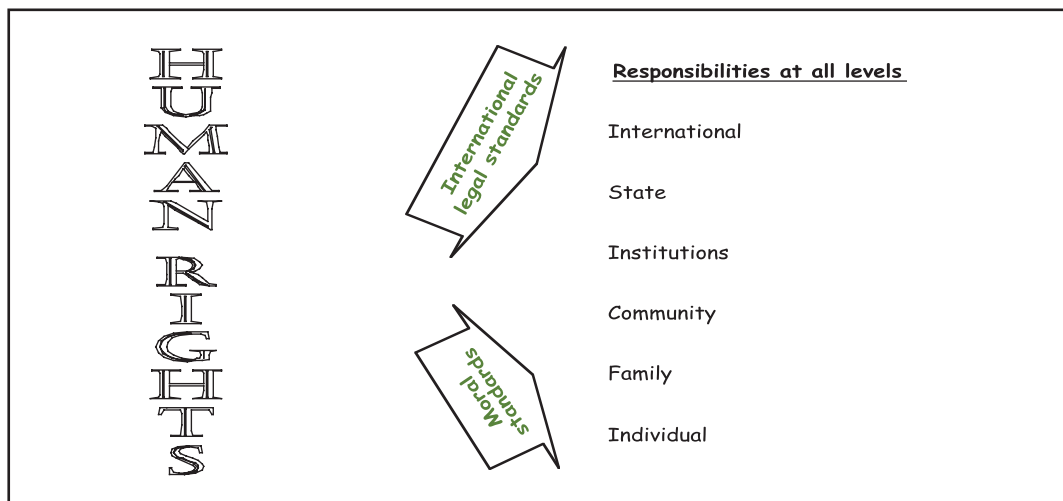 HUMAN RIGHTS
International
legal standards
Moral
standards
Responsibilities at all levels
International
State
Institutions
Community
Family
Individual